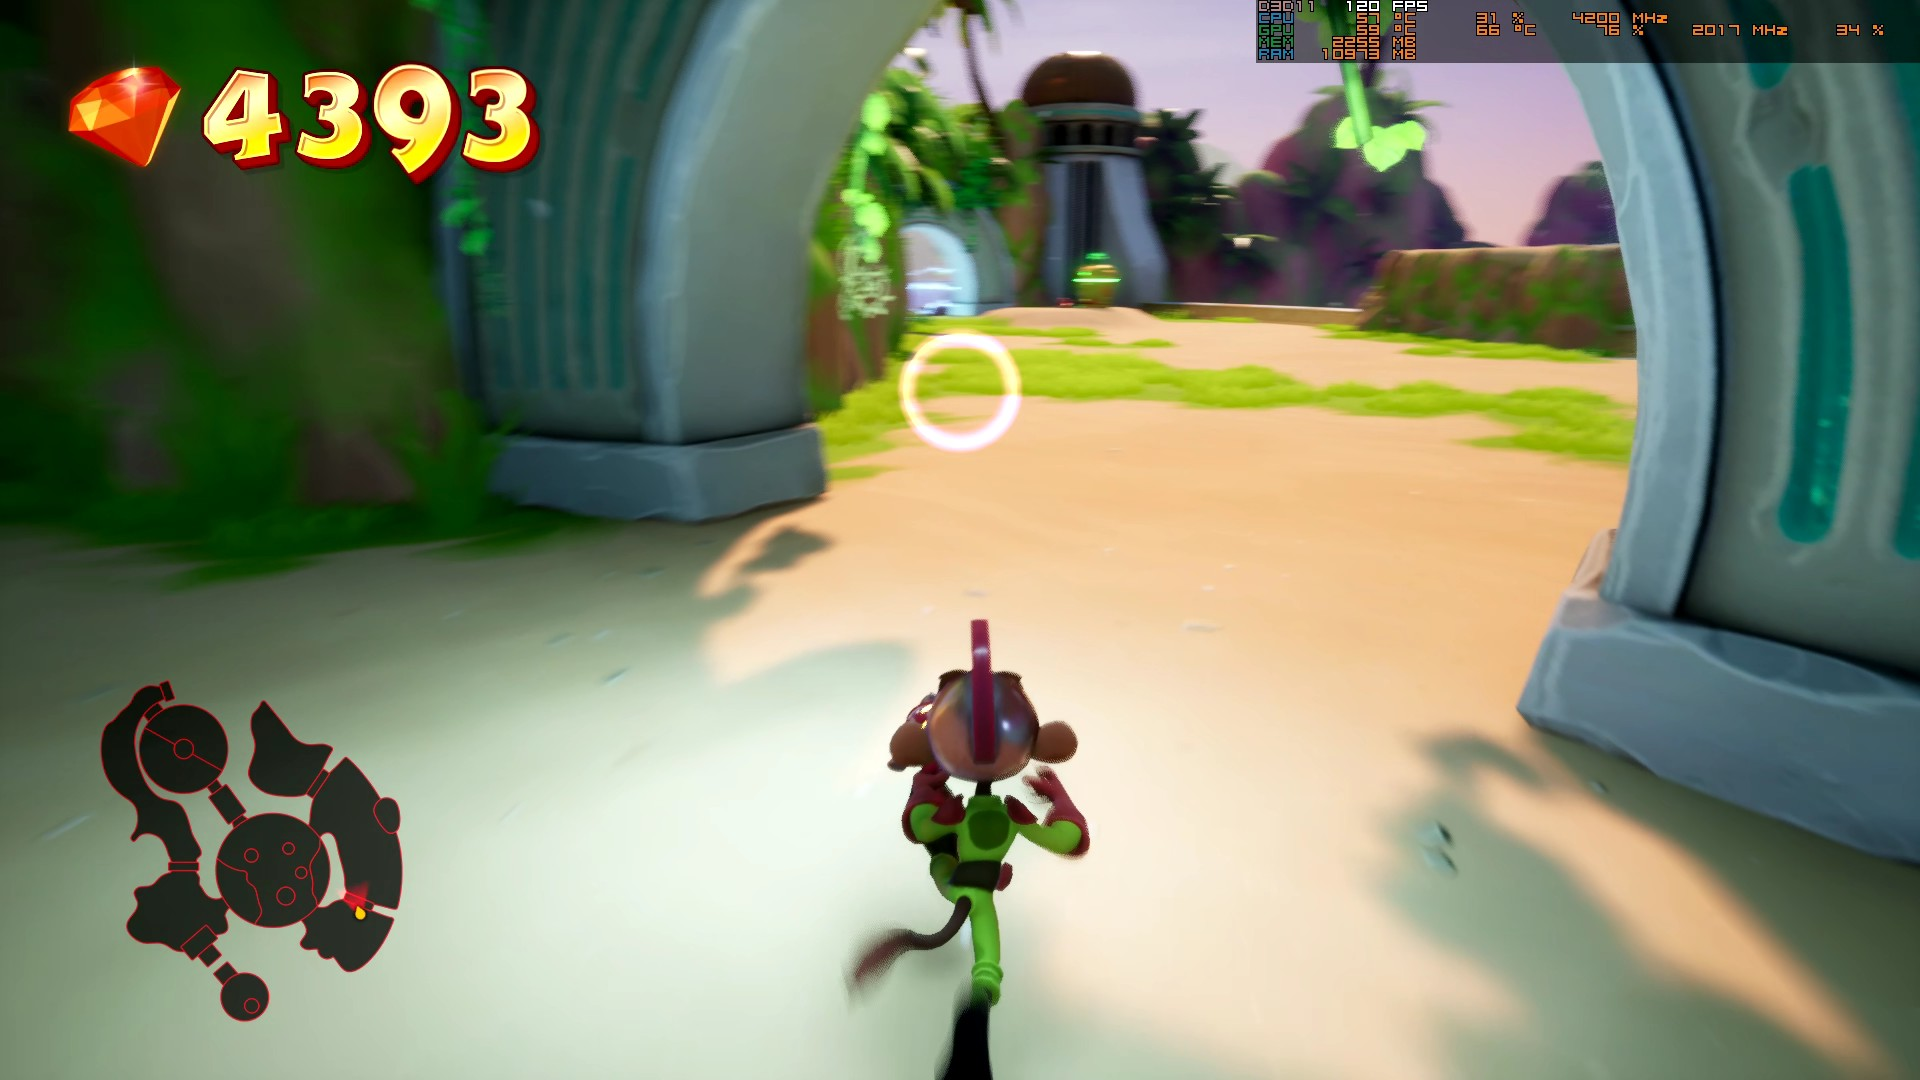 D3D11 120 FPS
CPU 57 °C 31 % 4200 MHz
GPU 59 °C 66 °C 76 % 2017 MHz 34 %
MEM 2255 MB
RAM 10973 MB
4393